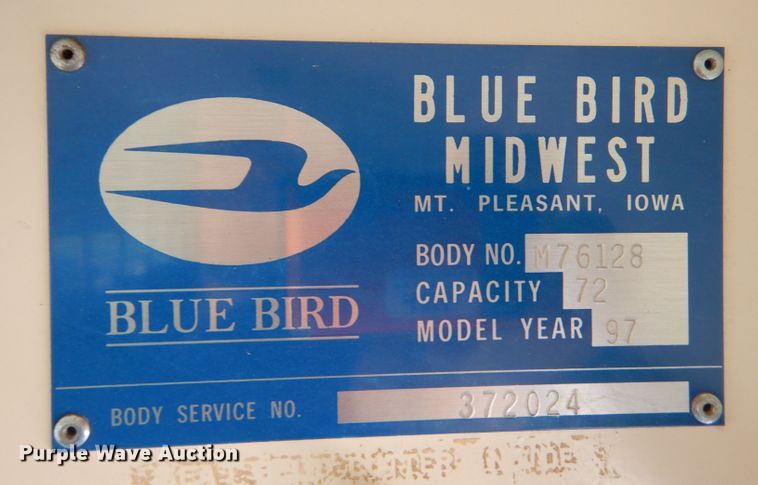 BLUE BIRD
MIDWEST
MT. PLEASANT, IOWA
BODY NO. M76128
CAPACITY 72
MODEL YEAR 97
BLUE BIRD
BODY SERVICE NO. 372024
Purple Wave Auction